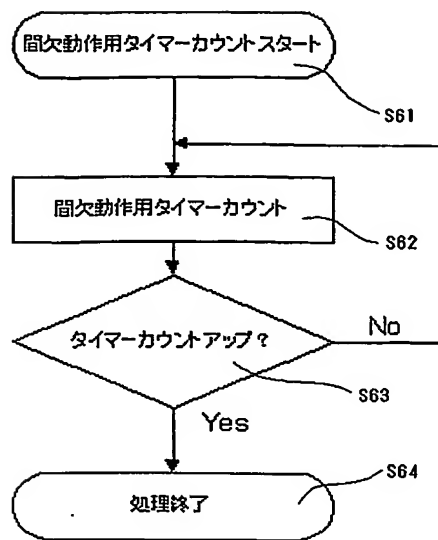 間欠動作用タイマーカウントスタート
S61
間欠動作用タイマーカウント
S62
タイマーカウントアップ？
No
S63
Yes
S64
処理終了